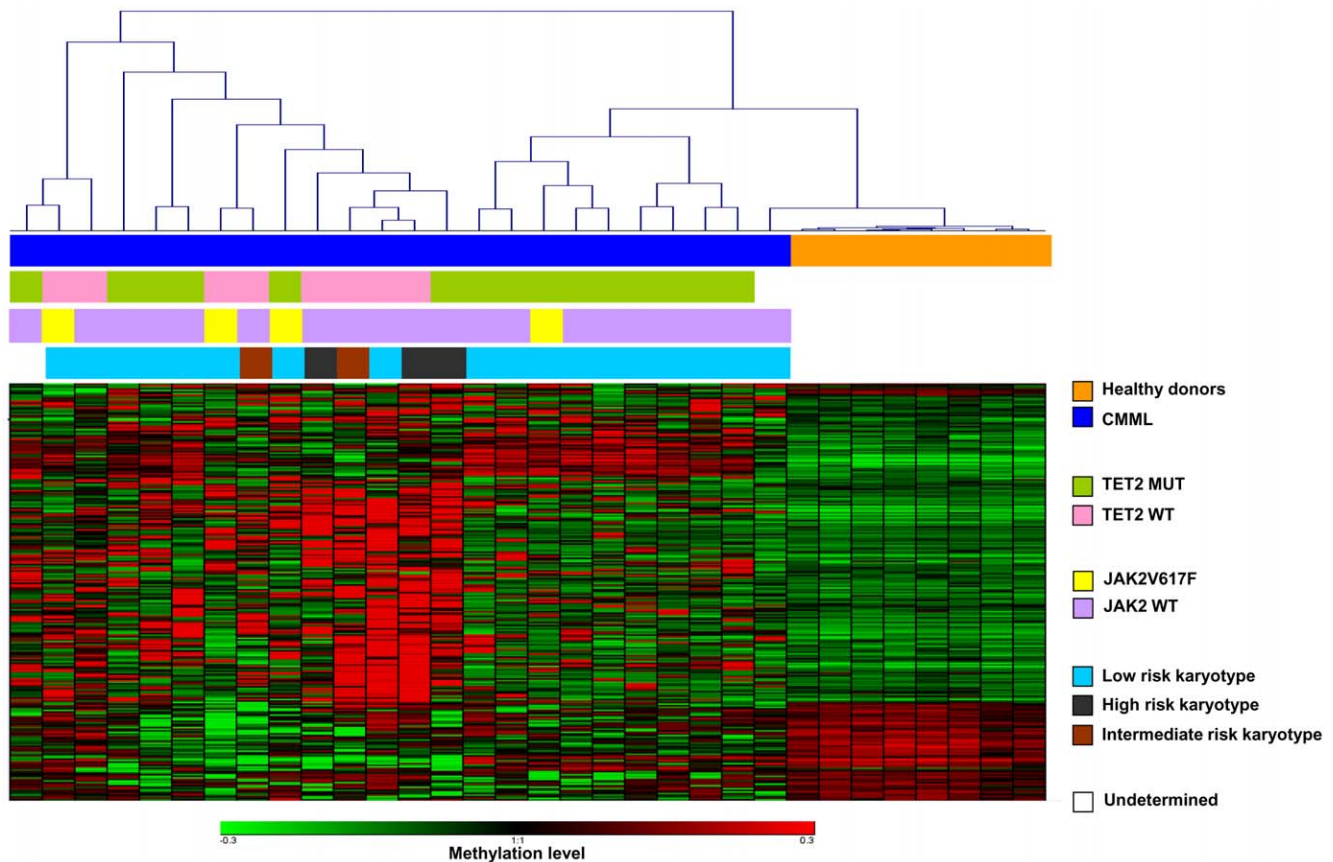 Healthy donors
CMML
TET2 MUT
TET2 WT
JAK2V617F
JAK2 WT
Low risk karyotype
High risk karyotype
Intermediate risk karyotype
Undetermined
-0.3 1:1 0.3
Methylation level